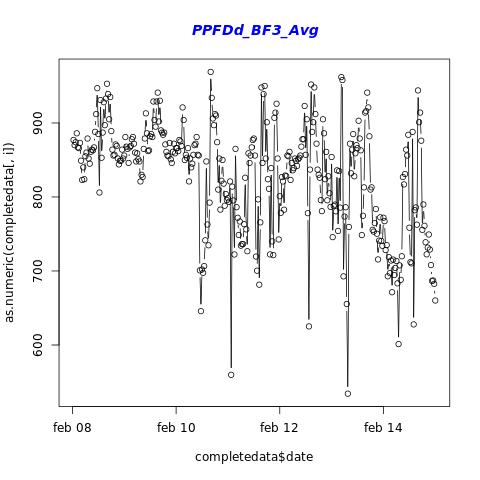 PPFDd_BF3_Avg
as.numeric(completedata[, i])
900
800
700
600
feb 08 feb 10 feb 12 feb 14
completedata$date